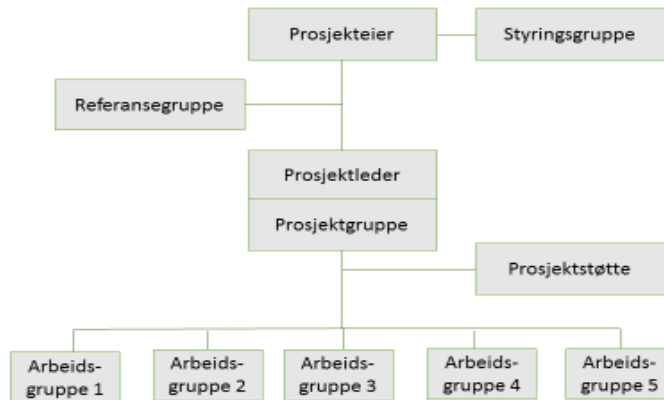 Prosjekteier
Styringsgruppe
Referansegruppe
Prosjektleder
Prosjektgruppe
Prosjektstøtte
Arbeids-
gruppe 1
Arbeids-
gruppe 2
Arbeids-
gruppe 3
Arbeids-
gruppe 4
Arbeids-
gruppe 5